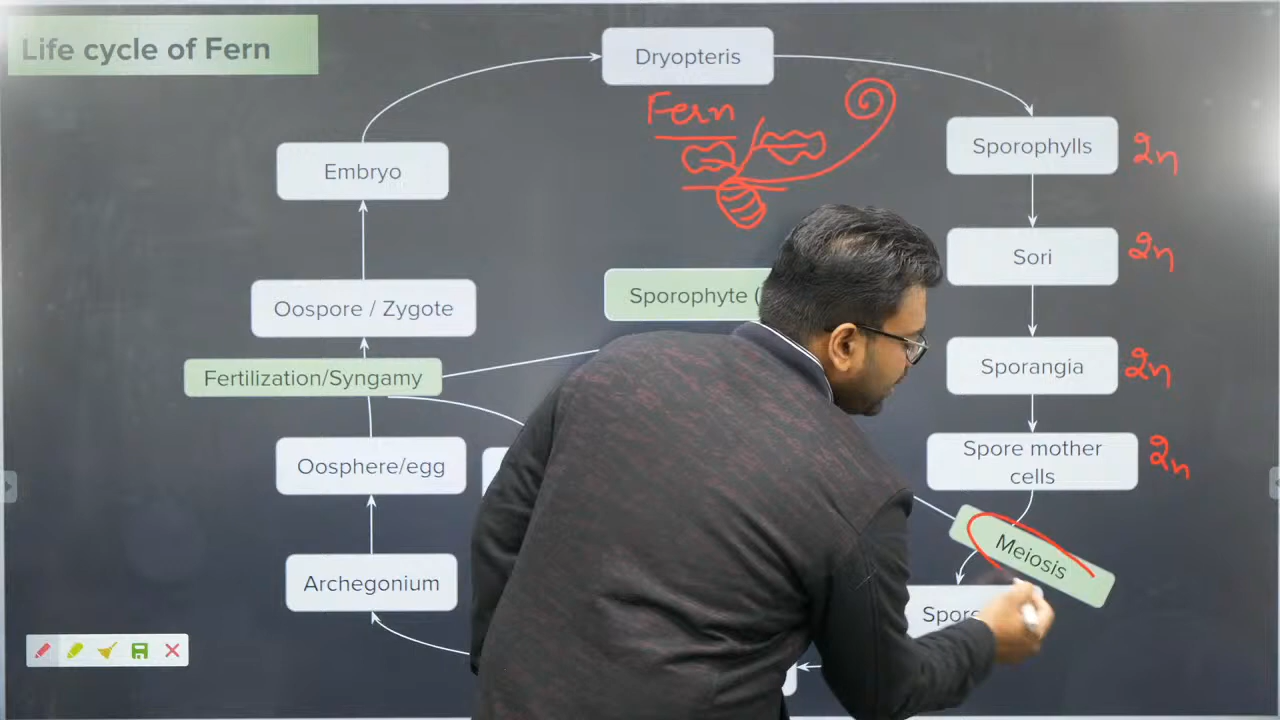 Life cycle of Fern
Dryopteris
Fern
Sporophylls
2n
Embryo
Sori
2n
Oospore / Zygote
Sporophyte (
Sporangia
2n
Fertilization/Syngamy
Oosphere/egg
Spore mother
cells
2n
Meiosis
Archegonium
Spore